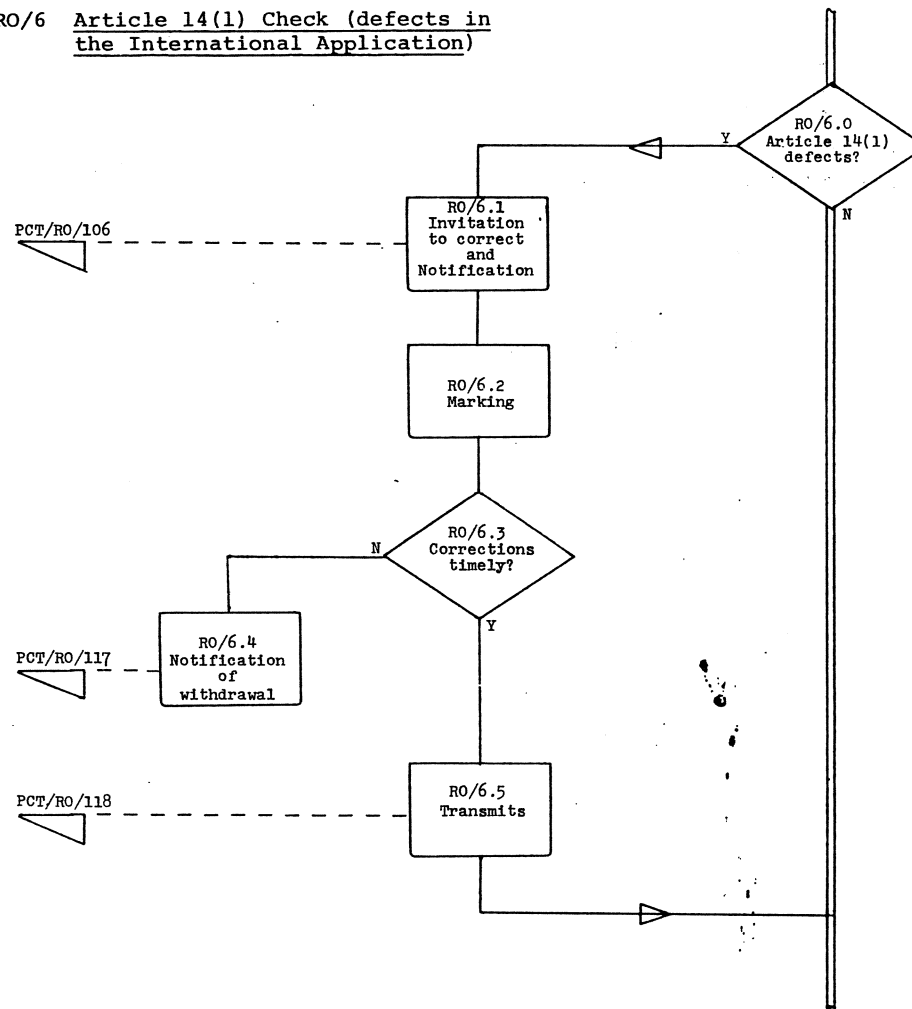 RO/6 Article 14(1) Check (defects in
the International Application)
RO/6.0
Article 14(1)
defects?
Y
N
RO/6.1
Invitation
to correct
and
Notification
PCT/RO/106
RO/6.2
Marking
RO/6.3
Corrections
timely?
N
Y
RO/6.4
Notification
of
withdrawal
PCT/RO/117
RO/6.5
Transmits
PCT/RO/118